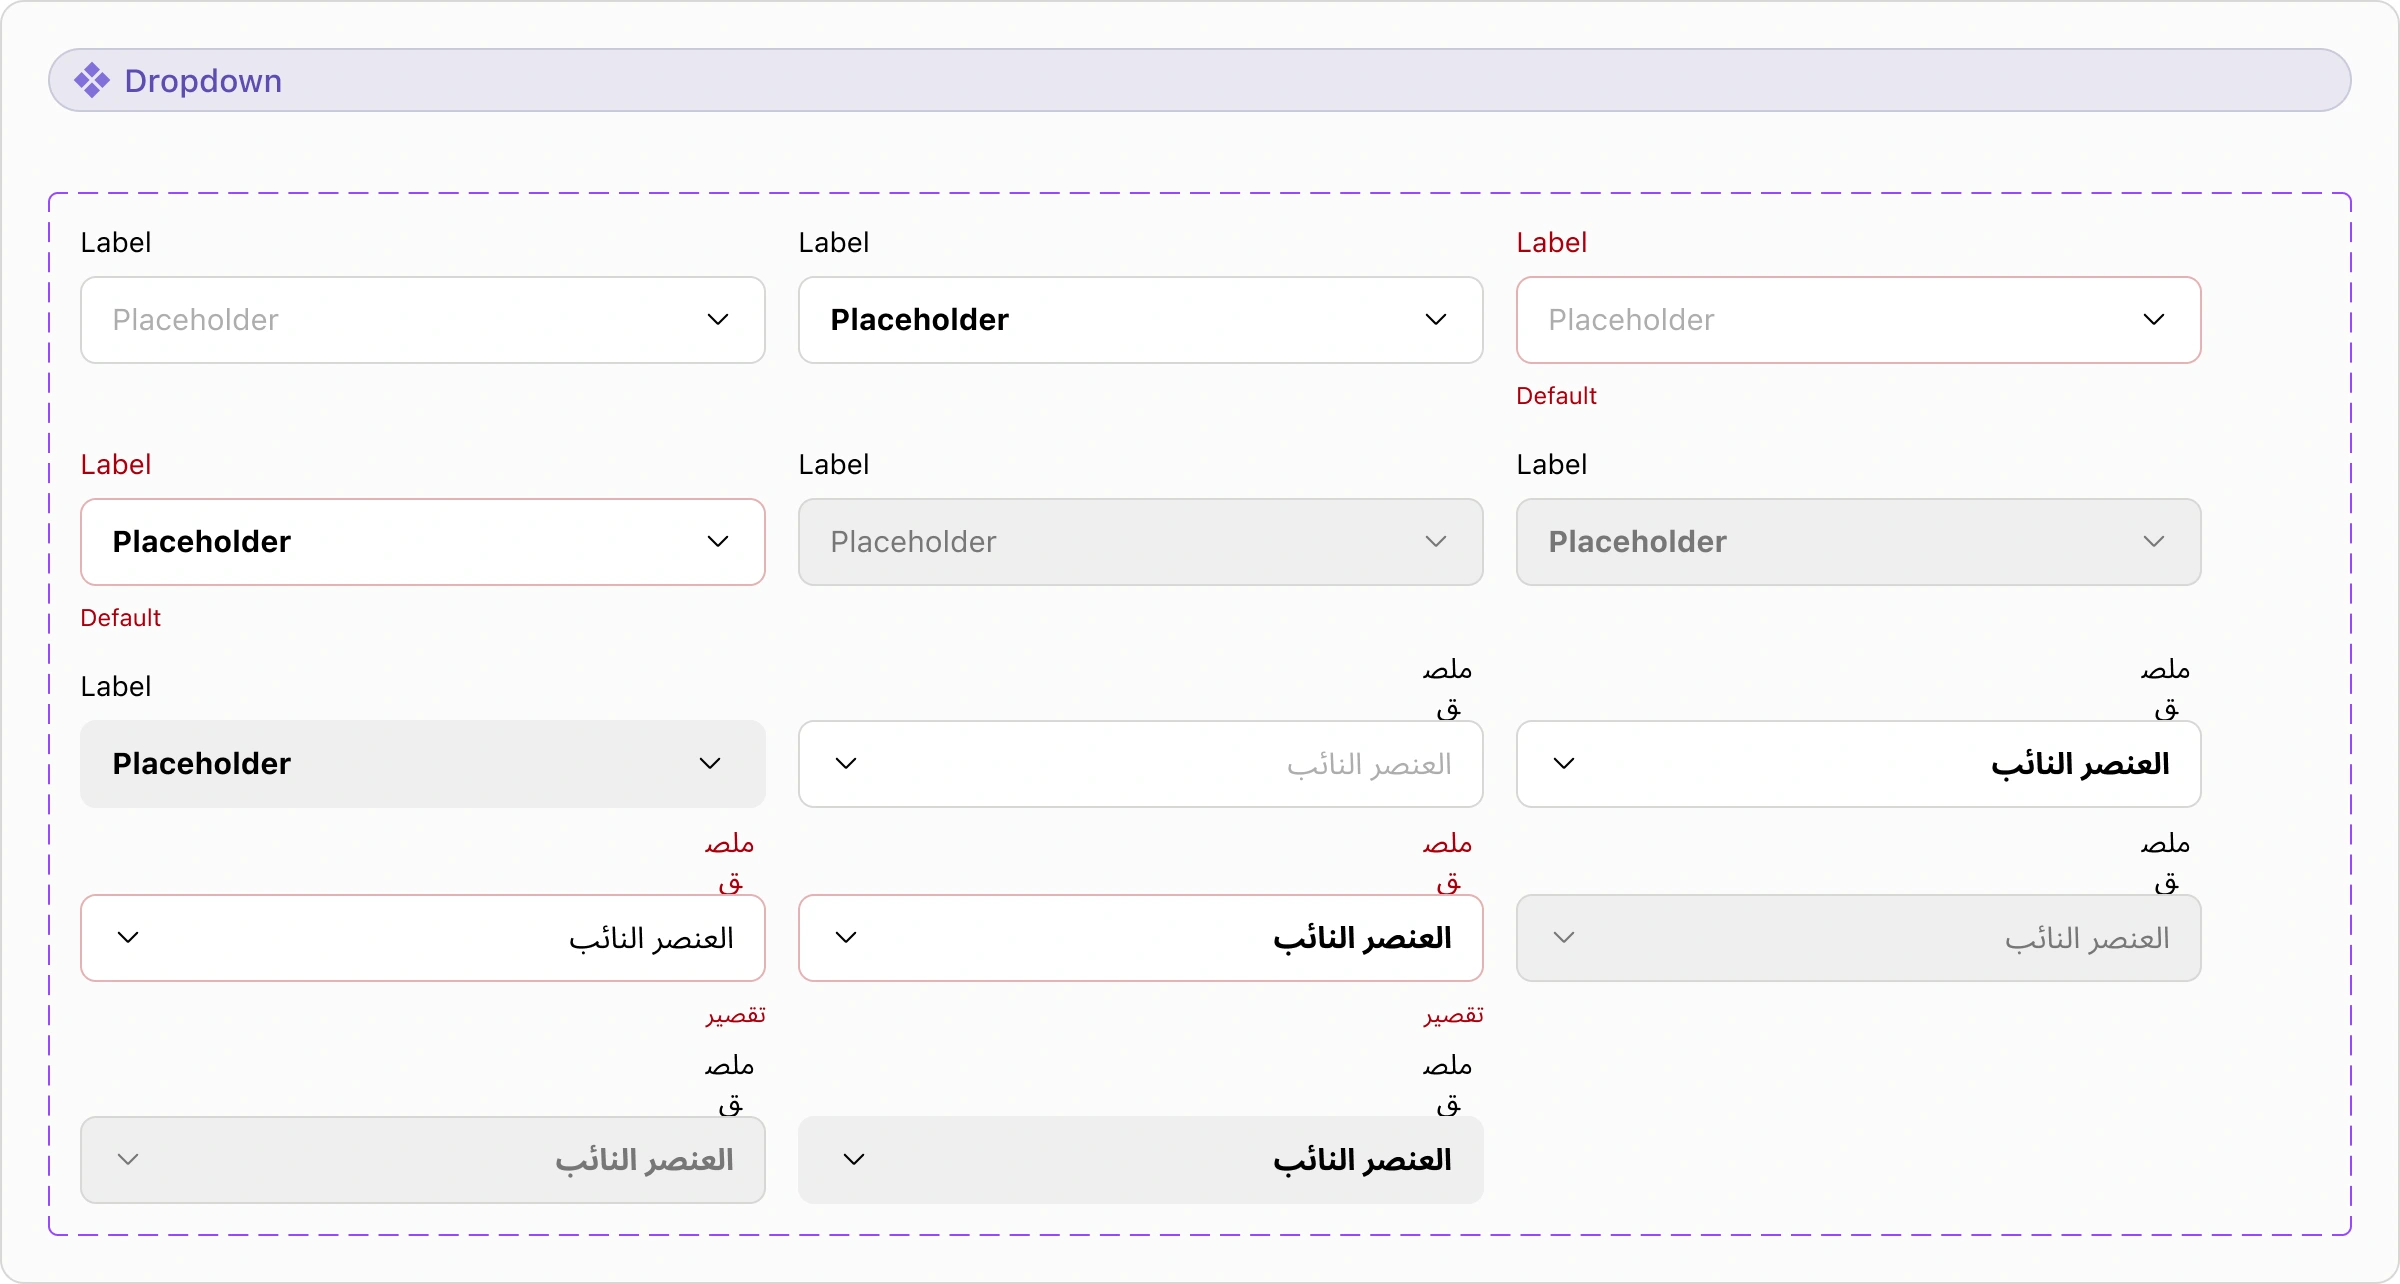 Dropdown
Label
Placeholder
Label
Placeholder
Label
Placeholder
Default
Label
Placeholder
Default
Label
Placeholder
Label
Placeholder
Label
Placeholder
ملص
ق
العنصر النائب
ملص
ق
العنصر النائب
ملص
ق
العنصر النائب
تقصير
ملص
ق
العنصر النائب
تقصير
ملص
ق
العنصر النائب
ملص
ق
العنصر النائب
ملص
ق
العنصر النائب